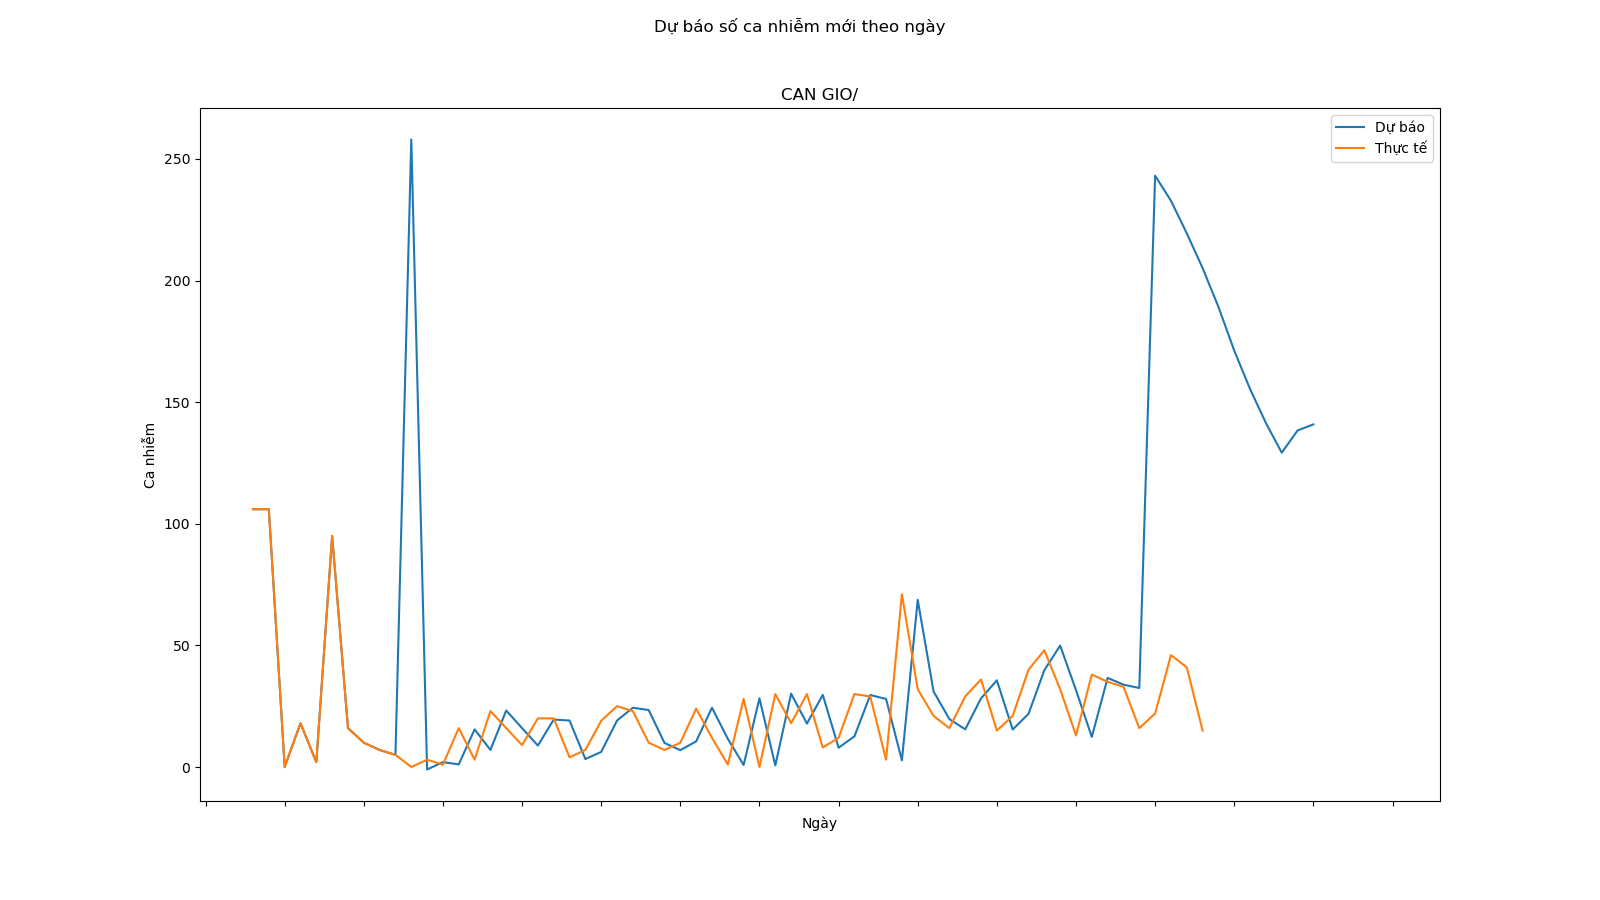 Dự báo số ca nhiễm mới theo ngày
CAN GIO/
Dự báo
Thực tế
250
200
150
100
50
0
Ca nhiễm
Ngày